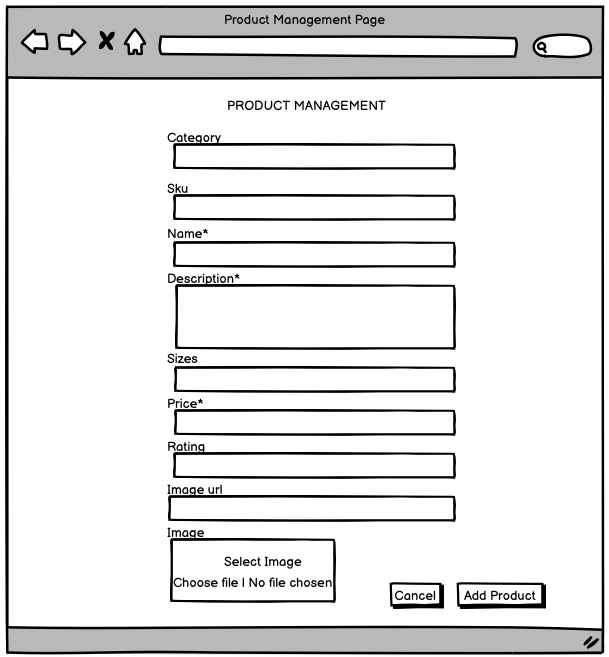 Product Management Page
PRODUCT MANAGEMENT
Category
Sku
Name*
Description*
Sizes
Price*
Rating
Image url
Image
Select Image
Choose file | No file chosen
Cancel
Add Product